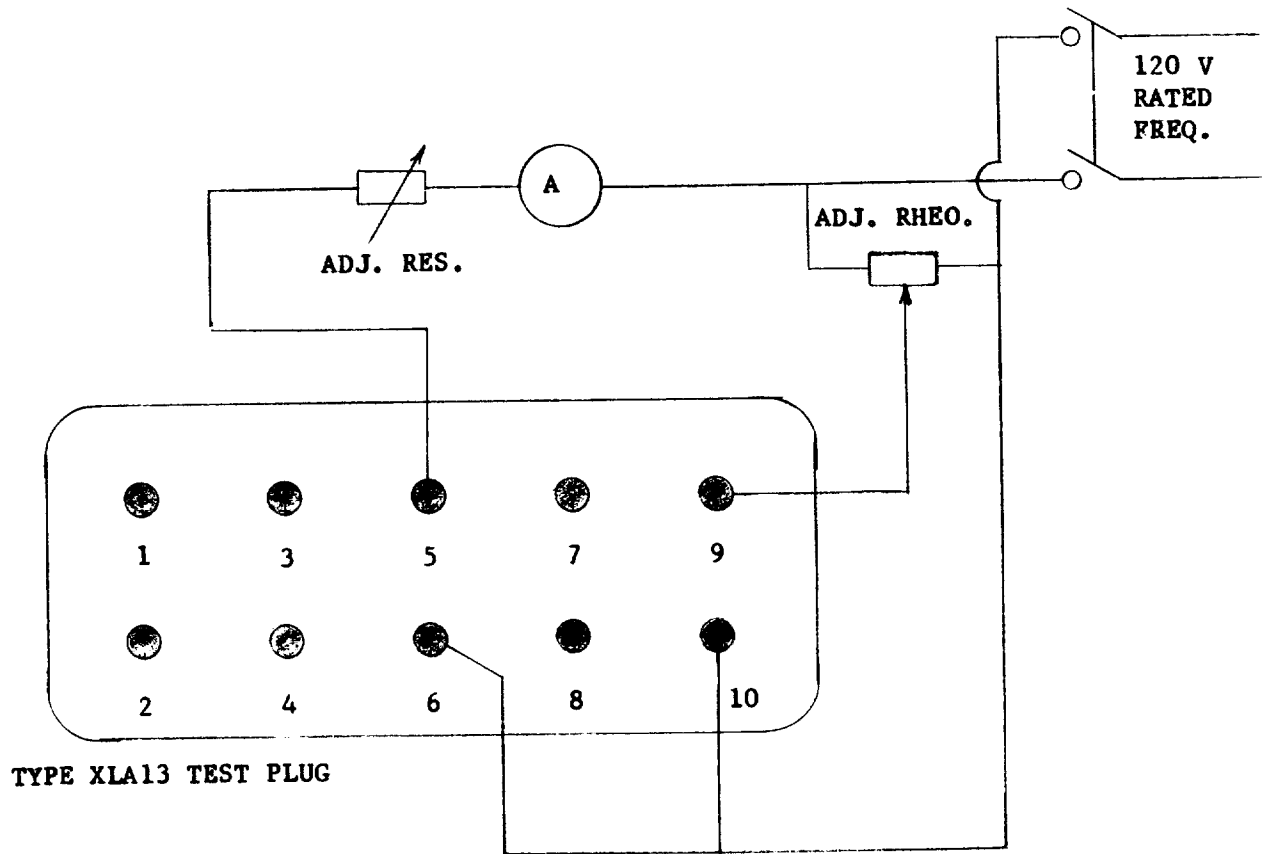 120 V
RATED
FREQ.
A
ADJ. RHEO.
ADJ. RES.
1 3 5 7 9
2 4 6 8 10
TYPE XLA13 TEST PLUG